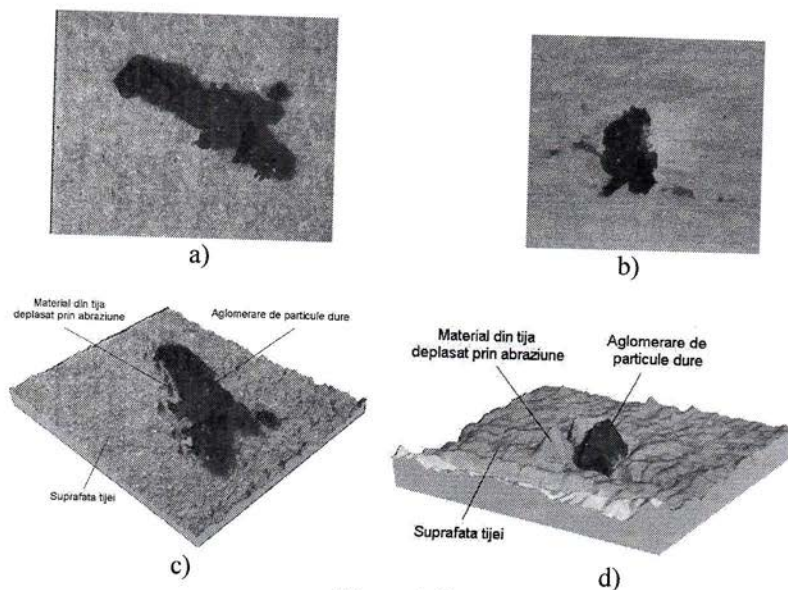 a)
b)
Material din tija
deplasat prin abraziune
Aglomerare de particule dure
Suprafata tijei
c)
Material din tija
deplasat prin abraziune
Aglomerare de
particule dure
Suprafata tijei
d)